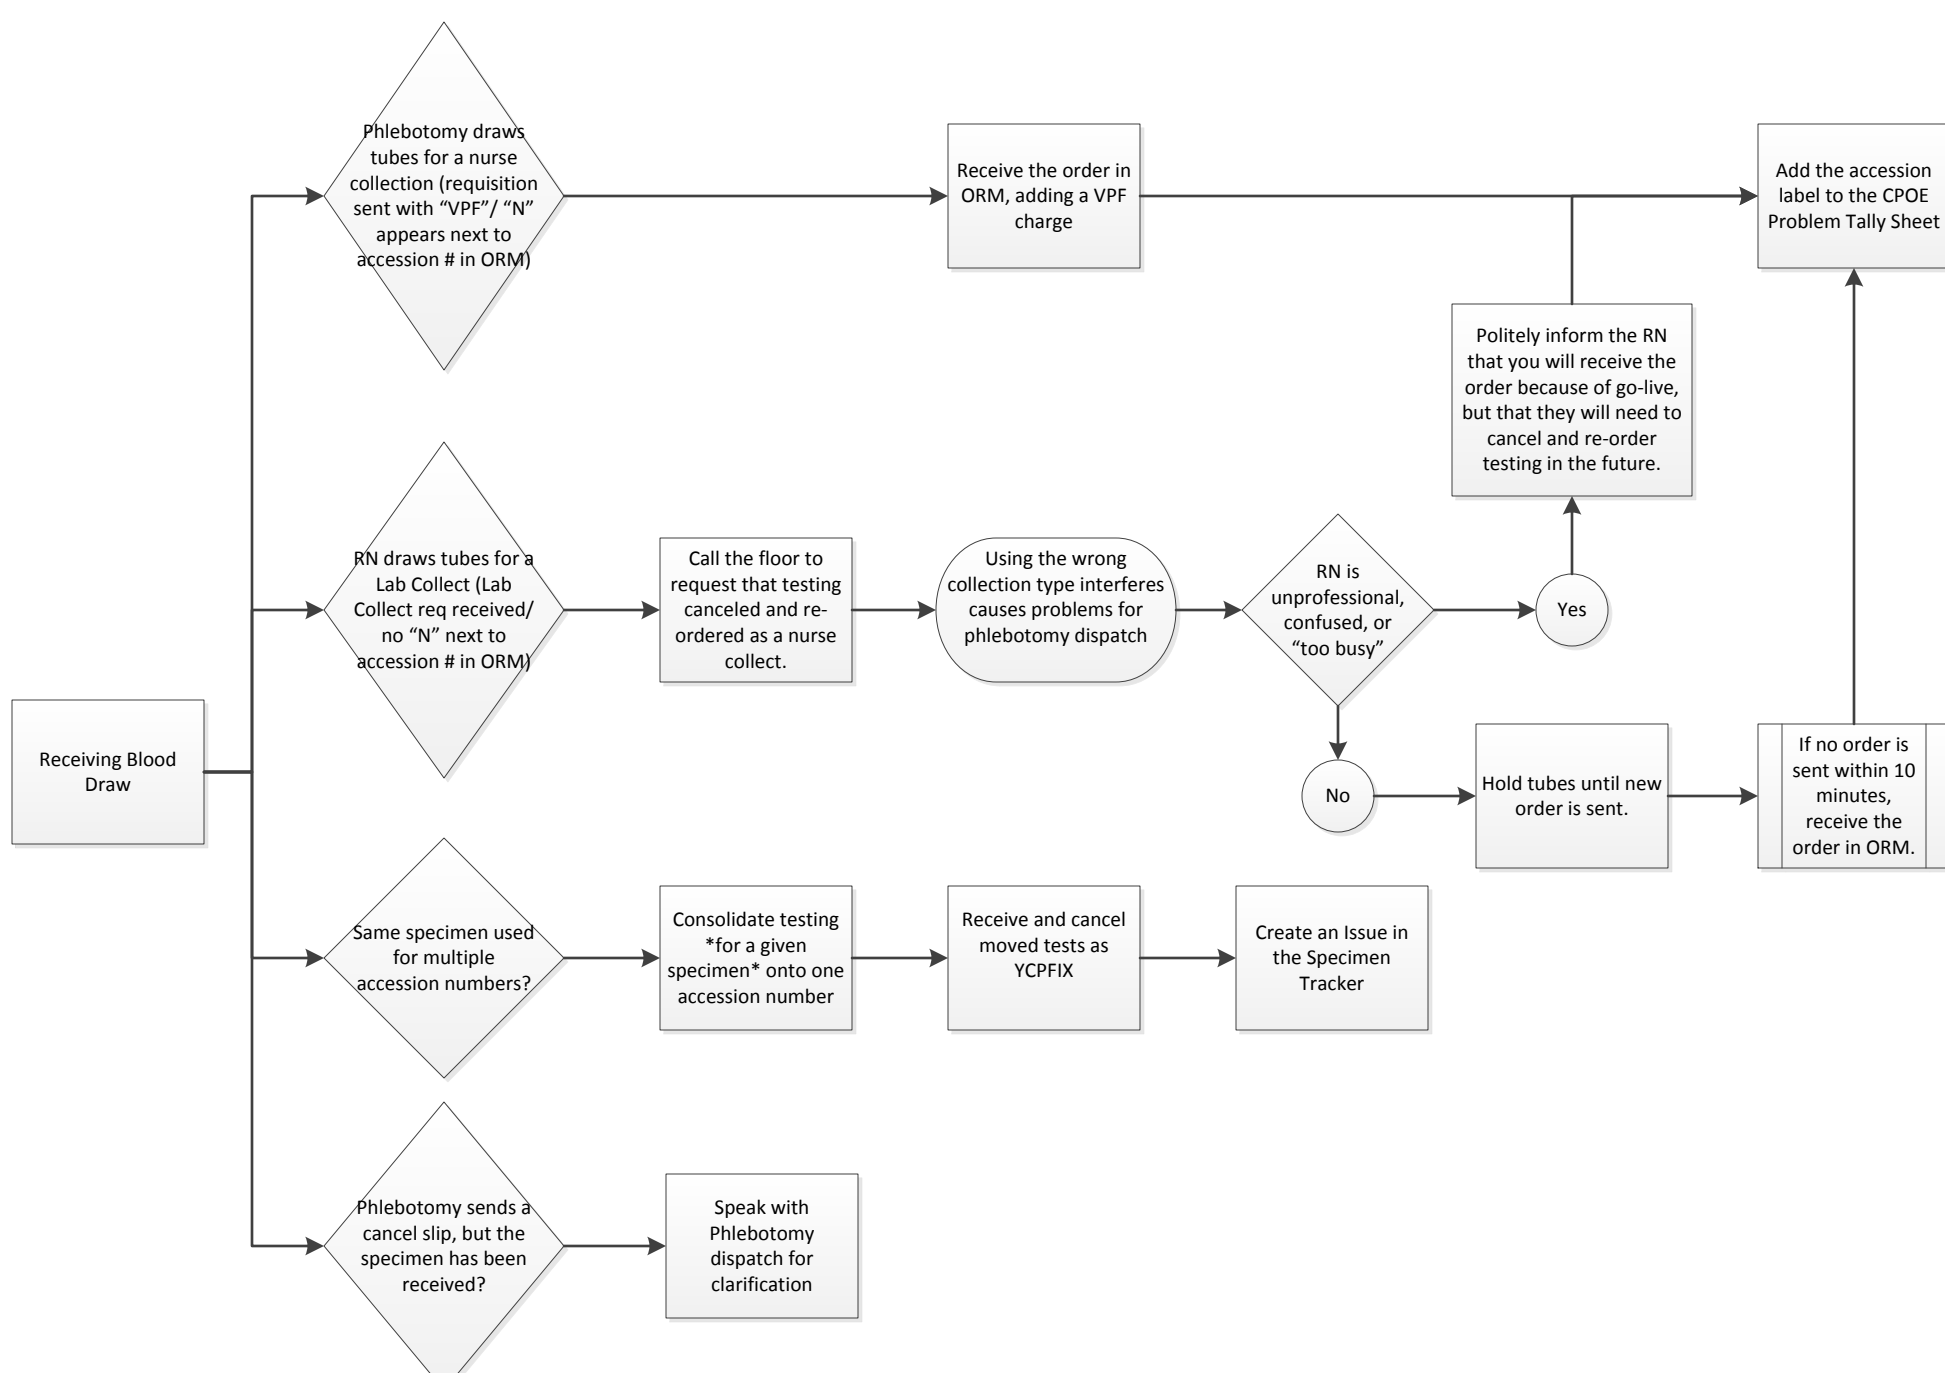 Phlebotomy draws
tubes for a nurse
collection (requisition
sent with “VPF”/ “N”
appears next to
accession # in ORM)
Receive the order in
ORM, adding a VPF
charge
Add the accession
label to the CPOE
Problem Tally Sheet
Politely inform the RN
that you will receive the
order because of go-live,
but that they will need to
cancel and re-order
testing in the future.
RN draws tubes for a
Lab Collect (Lab
Collect req received/
no “N” next to
accession # in ORM)
Call the floor to
request that testing
canceled and re-
ordered as a nurse
collect.
Using the wrong
collection type interferes
causes problems for
phlebotomy dispatch
RN is
unprofessional,
confused, or
“too busy”
Yes
No
Hold tubes until new
order is sent.
If no order is
sent within 10
minutes,
receive the
order in ORM.
Receiving Blood
Draw
Same specimen used
for multiple
accession numbers?
Consolidate testing
*for a given
specimen* onto one
accession number
Receive and cancel
moved tests as
YCPFIX
Create an Issue in
the Specimen
Tracker
Phlebotomy sends a
cancel slip, but the
specimen has been
received?
Speak with
Phlebotomy
dispatch for
clarification